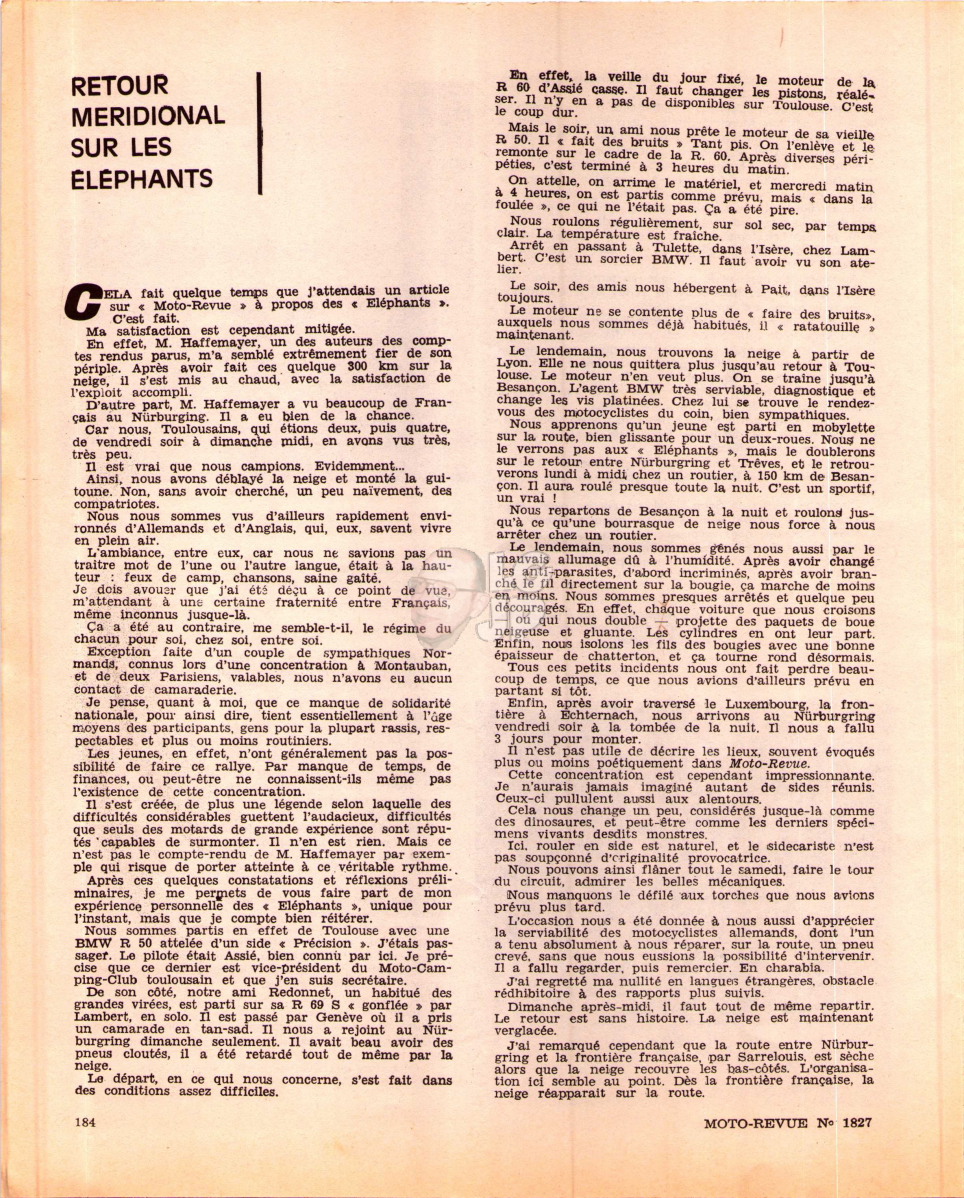 RETOUR
MERIDIONAL
SUR LES
ÉLÉPHANTS
CELA fait quelque temps que j'attendais un article
sur « Moto-Revue » à propos des « Eléphants ».
C'est fait.
Ma satisfaction est cependant mitigée.
En effet, M. Haffemayer, un des auteurs des comp-
tes rendus parus, m'a semblé extrêmement fier de son
périple. Après avoir fait ces quelque 300 km sur la
neige, il s'est mis au chaud, avec la satisfaction de
l'exploit accompli.
D'autre part, M. Haffemayer a vu beaucoup de Fran-
çais au Nürburging. Il a eu bien de la chance.
Car nous, Toulousains, qui étions deux, puis quatre,
de vendredi soir à dimanche midi, en avons vus très,
très peu.
Il est vrai que nous campions. Evidemment...
Ainsi, nous avons déblayé la neige et monté la gui-
toune. Non, sans avoir cherché, un peu naïvement, des
compatriotes.
Nous nous sommes vus d'ailleurs rapidement envi-
ronnés d'Allemands et d'Anglais, qui, eux, savent vivre
en plein air.
L'ambiance, entre eux, car nous ne savions pas un
traître mot de l'une ou l'autre langue, était à la hau-
teur : feux de camp, chansons, saine gaîté.
Je dois avouer que j'ai été déçu à ce point de vue,
m'attendant à une certaine fraternité entre Français,
même inconnus jusque-là.
Ça a été au contraire, me semble-t-il, le régime du
chacun pour soi, chez soi, entre soi.
Exception faite d'un couple de sympathiques Nor-
mands, connus lors d'une concentration à Montauban,
et de deux Parisiens, valables, nous n'avons eu aucun
contact de camaraderie.
Je pense, quant à moi, que ce manque de solidarité
nationale, pour ainsi dire, tient essentiellement à l'âge
moyens des participants, gens pour la plupart rassis, res-
pectables et plus ou moins routiniers.
Les jeunes, en effet, n'ont généralement pas la pos-
sibilité de faire ce rallye. Par manque de temps, de
finances, ou peut-être ne connaissent-ils même pas
l'existence de cette concentration.
Il s'est créée, de plus une légende selon laquelle des
difficultés considérables guettent l'audacieux, difficultés
que seuls des motards de grande expérience sont répu-
tés capables de surmonter. Il n'en est rien. Mais ce
n'est pas le compte-rendu de M. Haffemayer par exem-
ple qui risque de porter atteinte à ce véritable rythme.
Après ces quelques constatations et réflexions préli-
minaires, je me permets de vous faire part de mon
expérience personnelle des « Eléphants », unique pour
l'instant, mais que je compte bien réitérer.
Nous sommes partis en effet de Toulouse avec une
BMW R 50 attelée d'un side « Précision ». J'étais pas-
sager. Le pilote était Assié, bien connu par ici. Je pré-
cise que ce dernier est vice-président du Moto-Cam-
ping-Club toulousain et que j'en suis secrétaire.
De son côté, notre ami Redonnet, un habitué des
grandes virées, est parti sur sa R 69 S « gonflée » par
Lambert, en solo. Il est passé par Genève où il a pris
un camarade en tan-sad. Il nous a rejoint au Nür-
burgring dimanche seulement. Il avait beau avoir des
pneus cloutés, il a été retardé tout de même par la
neige.
Le départ, en ce qui nous concerne, s'est fait dans
des conditions assez difficiles.
184
En effet, la veille du jour fixé, le moteur de la
R 60 d'Assié casse. Il faut changer les pistons, réalé-
ser. Il n'y en a pas de disponibles sur Toulouse. C'est
le coup dur.
Mais le soir, un ami nous prête le moteur de sa vieille
R 50. Il « fait des bruits » Tant pis. On l'enlève et le
remonte sur le cadre de la R. 60. Après diverses péri-
péties, c'est terminé à 3 heures du matin.
On attelle, on arrime le matériel, et mercredi matin
à 4 heures, on est partis comme prévu, mais « dans la
foulée », ce qui ne l'était pas. Ça a été pire.
Nous roulons régulièrement, sur sol sec, par temps
clair. La température est fraîche.
Arrêt en passant à Tulette, dans l'Isère, chez Lam-
bert. C'est un sorcier BMW. Il faut avoir vu son ate-
lier.
Le soir, des amis nous hébergent à Pait, dans l'Isère
toujours.
Le moteur ne se contente plus de « faire des bruits»,
auxquels nous sommes déjà habitués, il « ratatouille »
maintenant.
Le lendemain, nous trouvons la neige à partir de
Lyon. Elle ne nous quittera plus jusqu'au retour à Tou-
louse. Le moteur n'en veut plus. On se traine jusqu'à
Besançon. L'agent BMW très serviable, diagnostique et
change les vis platinées. Chez lui se trouve le rendez-
vous des motocyclistes du coin, bien sympathiques.
Nous apprenons qu'un jeune est parti en mobylette
sur la route, bien glissante pour un deux-roues. Nous ne
le verrons pas aux « Eléphants », mais le doublerons
sur le retour entre Nürburgring et Trêves, et le retrou-
verons lundi à midi chez un routier, à 150 km de Besan-
çon. Il aura roulé presque toute la nuit. C'est un sportif,
un vrai !
Nous repartons de Besançon à la nuit et roulons jus-
qu'à ce qu'une bourrasque de neige nous force à nous
arrêter chez un routier.
Le lendemain, nous sommes gênés nous aussi par le
mauvais allumage dû à l'humidité. Après avoir changé
les anti-parasites, d'abord incriminés, après avoir bran-
ché le fil directement sur la bougie, ça marche de moins
en moins. Nous sommes presque arrêtés et quelque peu
découragés. En effet, chaque voiture que nous croisons
— ou qui nous double — projette des paquets de boue
neigeuse et gluante. Les cylindres en ont leur part.
Enfin, nous isolons les fils des bougies avec une bonne
épaisseur de chatterton, et ça tourne rond désormais.
Tous ces petits incidents nous ont fait perdre beau-
coup de temps, ce que nous avions d'ailleurs prévu en
partant si tôt.
Enfin, après avoir traversé le Luxembourg, la fron-
tière à Echternach, nous arrivons au Nürburgring
vendredi soir à la tombée de la nuit. Il nous a fallu
3 jours pour monter.
Il n'est pas utile de décrire les lieux, souvent évoqués
plus ou moins poétiquement dans Moto-Revue.
Cette concentration est cependant impressionnante.
Je n'aurais jamais imaginé autant de sides réunis.
Ceux-ci pullulent aussi aux alentours.
Cela nous change un peu, considérés jusque-là comme
des dinosaures, et peut-être comme les derniers spéci-
mens vivants desdits monstres.
Ici, rouler en side est naturel, et le sidecariste n'est
pas soupçonné d'originalité provocatrice.
Nous pouvons ainsi flâner tout le samedi, faire le tour
du circuit, admirer les belles mécaniques.
Nous manquons le défilé aux torches que nous avions
prévu plus tard.
L'occasion nous a été donnée à nous aussi d'apprécier
la serviabilité des motocyclistes allemands, dont l'un
a tenu absolument à nous réparer, sur la route, un pneu
crevé, sans que nous eussions la possibilité d'intervenir.
Il a fallu regarder, puis remercier. En charabia.
J'ai regretté ma nullité en langues étrangères, obstacle
rédhibitoire à des rapports plus suivis.
Dimanche après-midi, il faut tout de même repartir.
Le retour est sans histoire. La neige est maintenant
verglacée.
J'ai remarqué cependant que la route entre Nürbur-
gring et la frontière française, par Sarrelouis, est sèche
alors que la neige recouvre les bas-côtés. L'organisa-
tion ici semble au point. Dès la frontière française, la
neige réapparait sur la route.
MOTO-REVUE No 1827